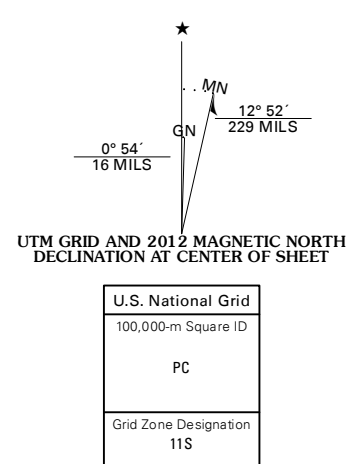 MN
12° 52´
229 MILS
GN
0° 54´
16 MILS
UTM GRID AND 2012 MAGNETIC NORTH
DECLINATION AT CENTER OF SHEET
U.S. National Grid
100,000-m Square ID
PC
Grid Zone Designation
11S